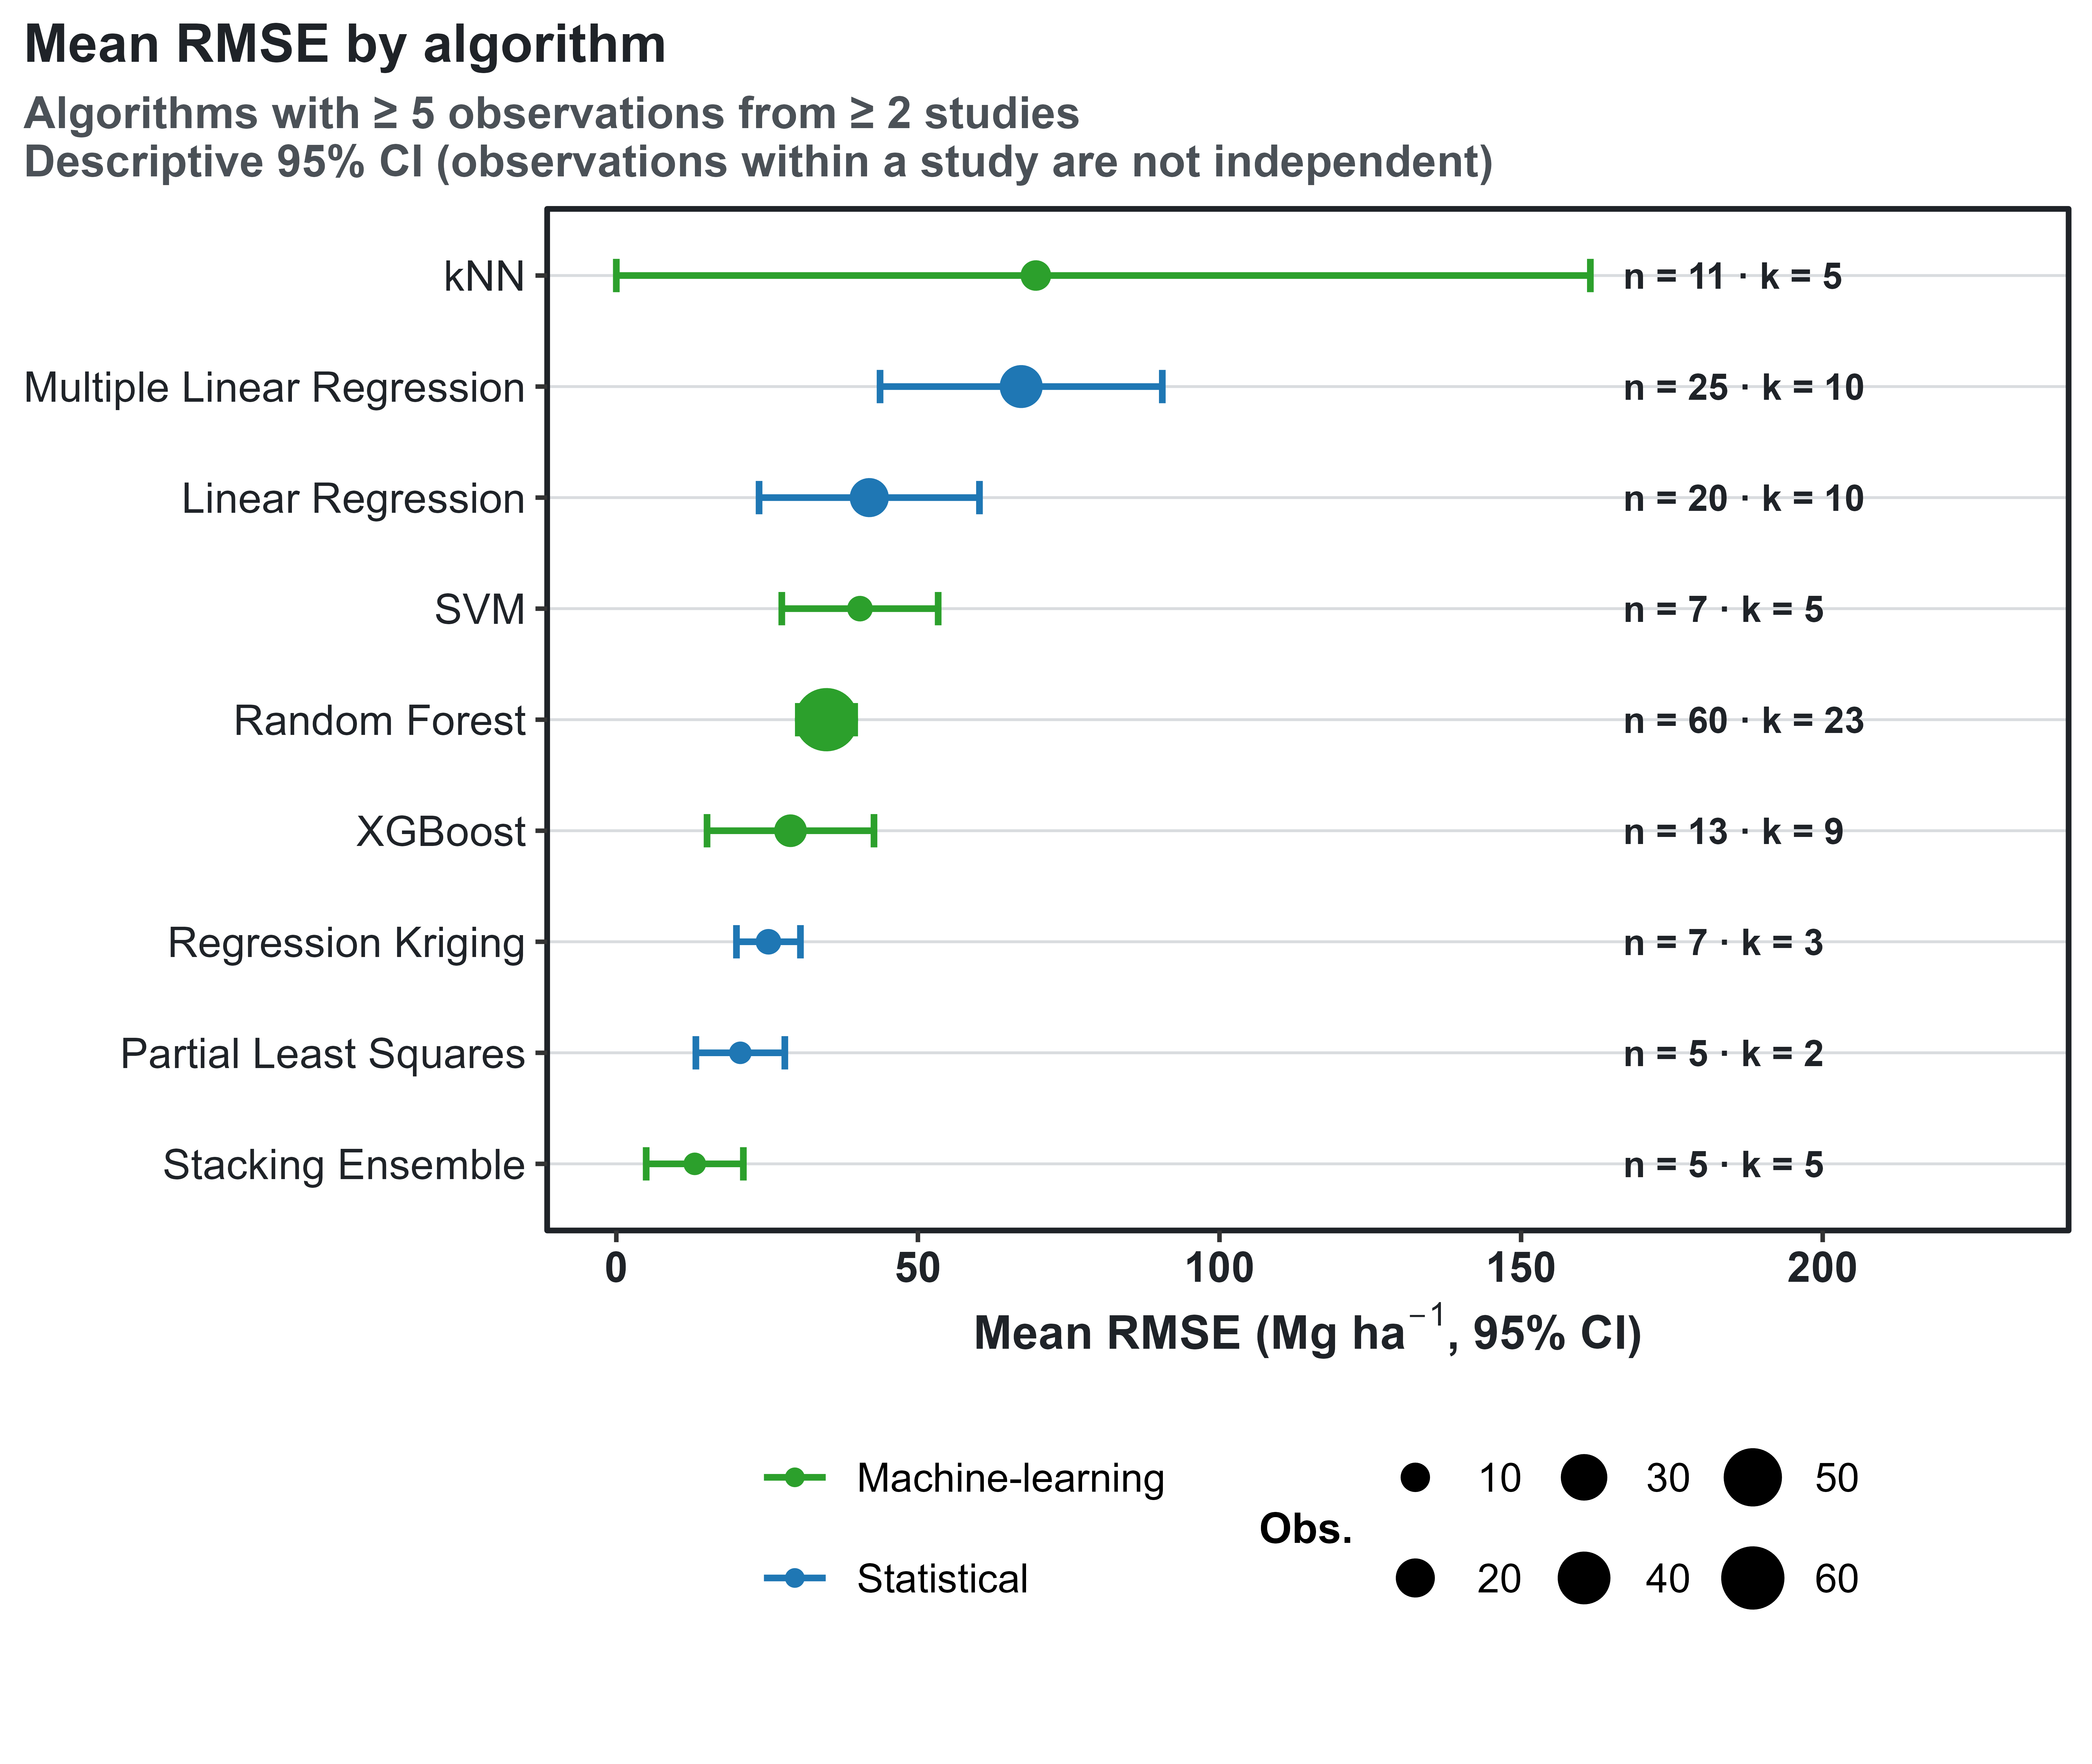 Mean RMSE by algorithm
Algorithms with ≥ 5 observations from ≥ 2 studies
Descriptive 95% CI (observations within a study are not independent)
kNN n = 11 · k = 5
Multiple Linear Regression n = 25 · k = 10
Linear Regression n = 20 · k = 10
SVM n = 7 · k = 5
Random Forest n = 60 · k = 23
XGBoost n = 13 · k = 9
Regression Kriging n = 7 · k = 3
Partial Least Squares n = 5 · k = 2
Stacking Ensemble n = 5 · k = 5
0 50 100 150 200
Mean RMSE (Mg ha⁻¹, 95% CI)
Machine-learning
Statistical
Obs.
10 30 50
20 40 60